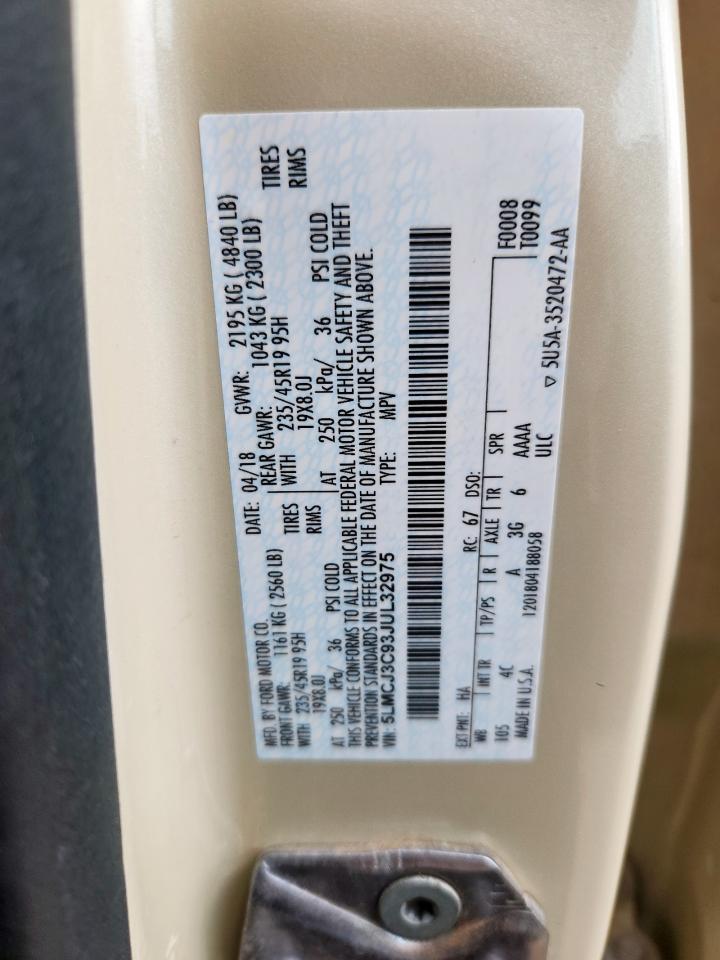 MFD. BY FORD MOTOR CO. DATE: 04/18 GVWR: 2195 KG ( 4840 LB)
FRONT GAWR: 1161 KG ( 2560 LB) REAR GAWR: 1043 KG ( 2300 LB)
WITH 235/45R19 95H TIRES WITH 235/45R19 95H TIRES
19X8.0J RIMS 19X8.0J RIMS
AT 250 kPa/ 36 PSI COLD AT 250 kPa/ 36 PSI COLD
THIS VEHICLE CONFORMS TO ALL APPLICABLE FEDERAL MOTOR VEHICLE SAFETY AND THEFT
PREVENTION STANDARDS IN EFFECT ON THE DATE OF MANUFACTURE SHOWN ABOVE.
VIN: 5LMCJ3C93JUL32975 TYPE: MPV
EXT PNT: HA RC: 67 DSO: F0008
WB INT TR TP/PS R AXLE TR SPR T0099
105 4C A 3G 6 AAAA
MADE IN U.S.A. 1201804188058 ULC
▽ 5U5A-3520472-AA